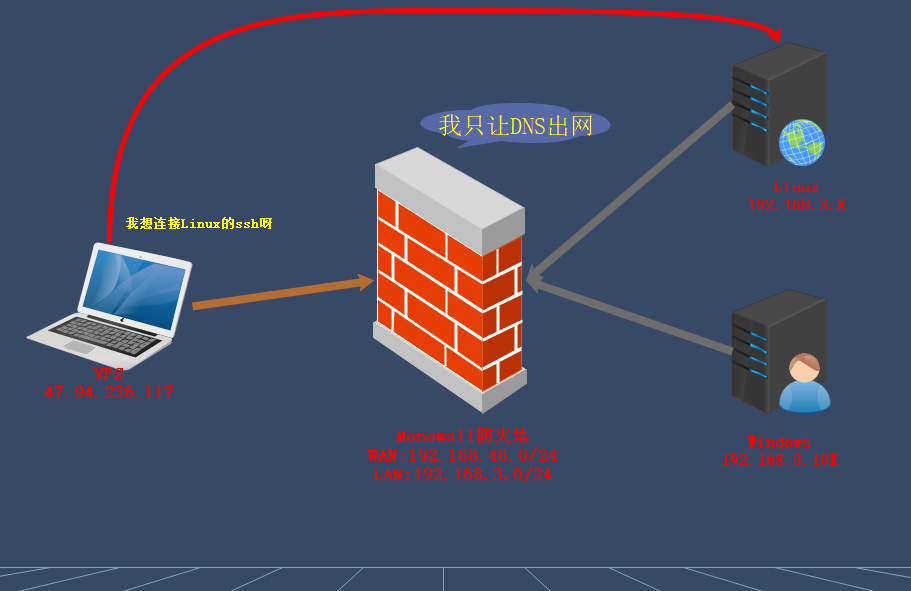 我只让DNS出网
Linux
192.168.3.X
我想连接Linux的ssh呀
VPS
47.94.236.117
Monowall防火墙
WAN:192.168.46.0/24
LAN:192.168.3.0/24
Windows
192.168.3.10X